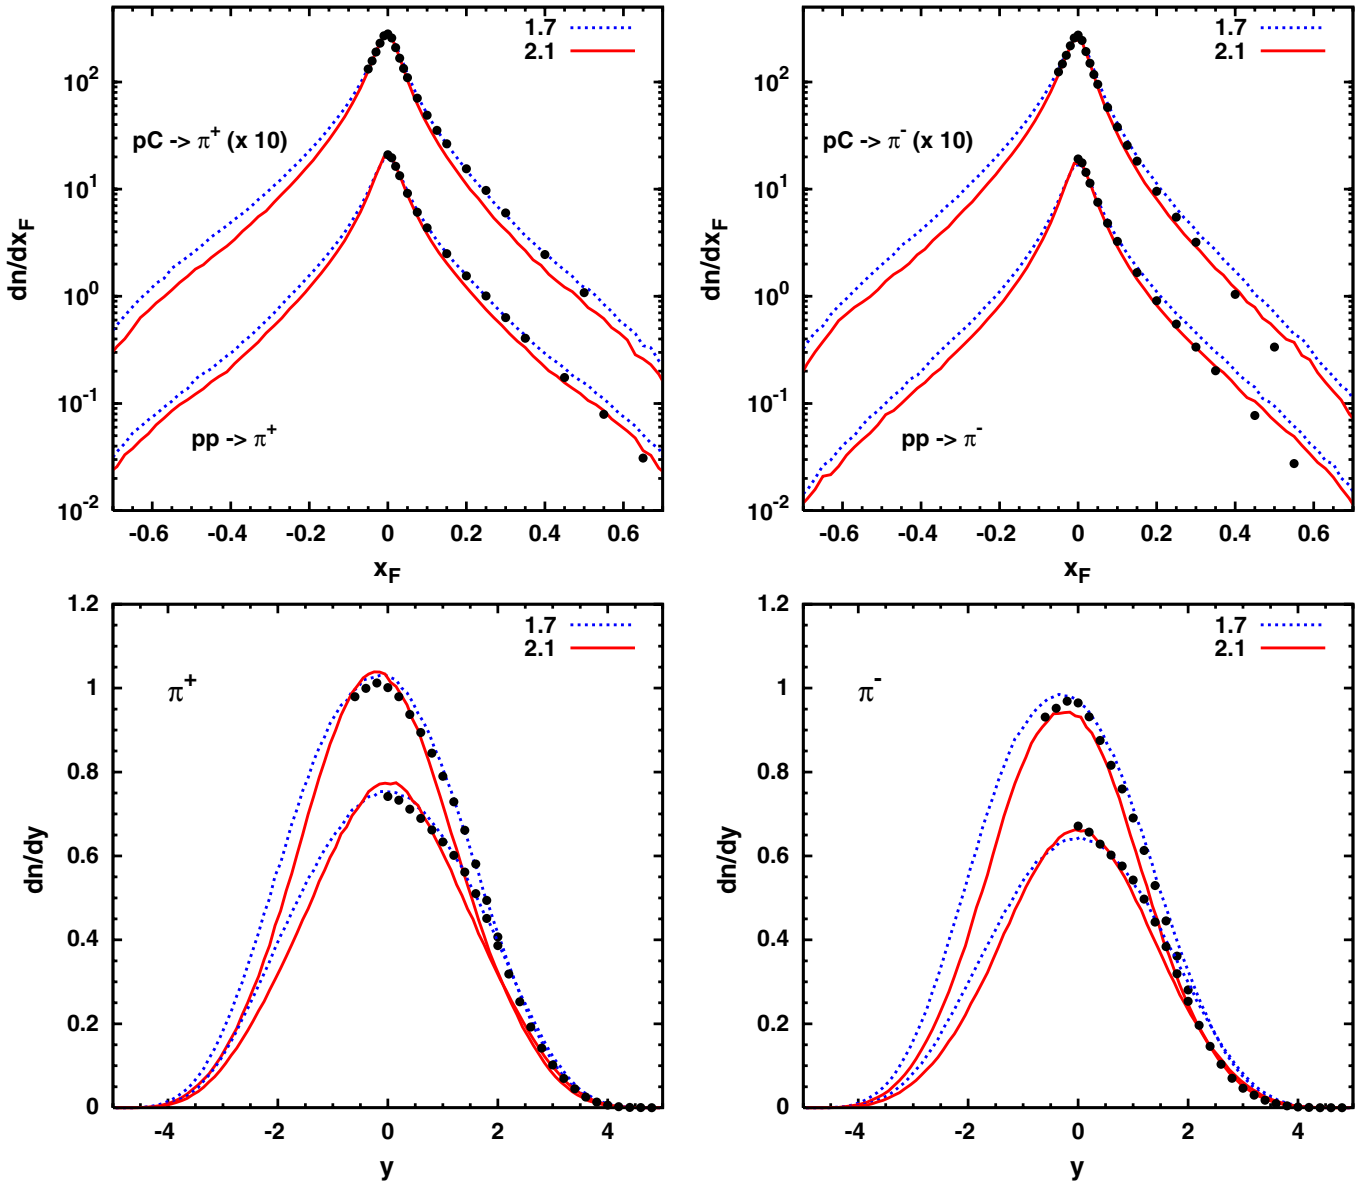 1.7
2.1
10^2
10^1
10^0
10^-1
10^-2
dn/dx_F
pC -> π^+ (x 10)
pp -> π^+
-0.6 -0.4 -0.2 0 0.2 0.4 0.6
x_F
1.7
2.1
10^2
10^1
10^0
10^-1
10^-2
dn/dx_F
pC -> π^- (x 10)
pp -> π^-
-0.6 -0.4 -0.2 0 0.2 0.4 0.6
x_F
1.7
2.1
1.2
1
0.8
0.6
0.4
0.2
0
dn/dy
π^+
-4 -2 0 2 4
y
1.7
2.1
1.2
1
0.8
0.6
0.4
0.2
0
dn/dy
π^-
-4 -2 0 2 4
y